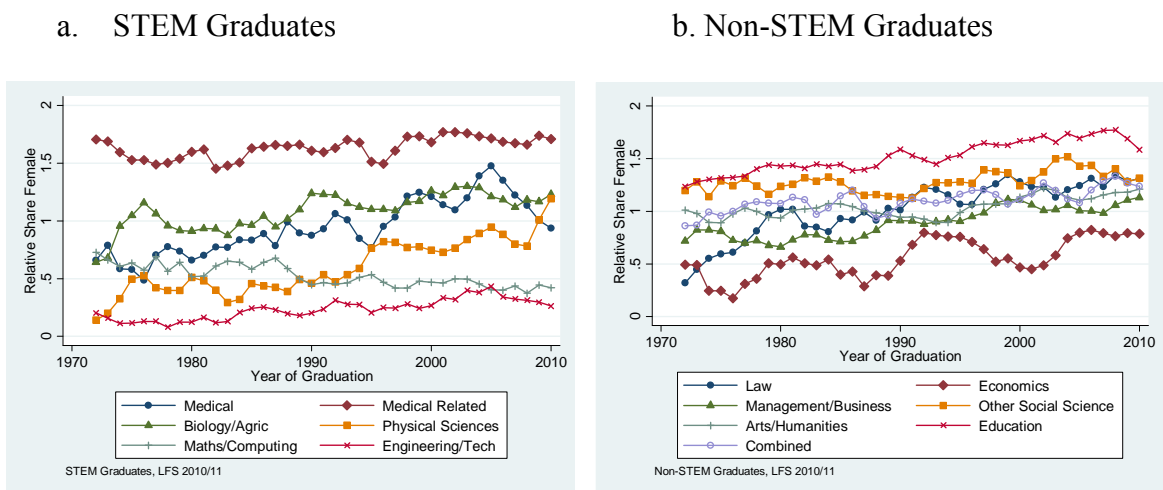 a. STEM Graduates
b. Non-STEM Graduates
Relative Share Female
2
1.5
1
.5
0
1970
1980
1990
2000
2010
Year of Graduation
Medical
Medical Related
Biology/Agric
Physical Sciences
Maths/Computing
Engineering/Tech
STEM Graduates, LFS 2010/11
Relative Share Female
2
1.5
1
.5
0
1970
1980
1990
2000
2010
Year of Graduation
Law
Economics
Management/Business
Other Social Science
Arts/Humanities
Education
Combined
Non-STEM Graduates, LFS 2010/11